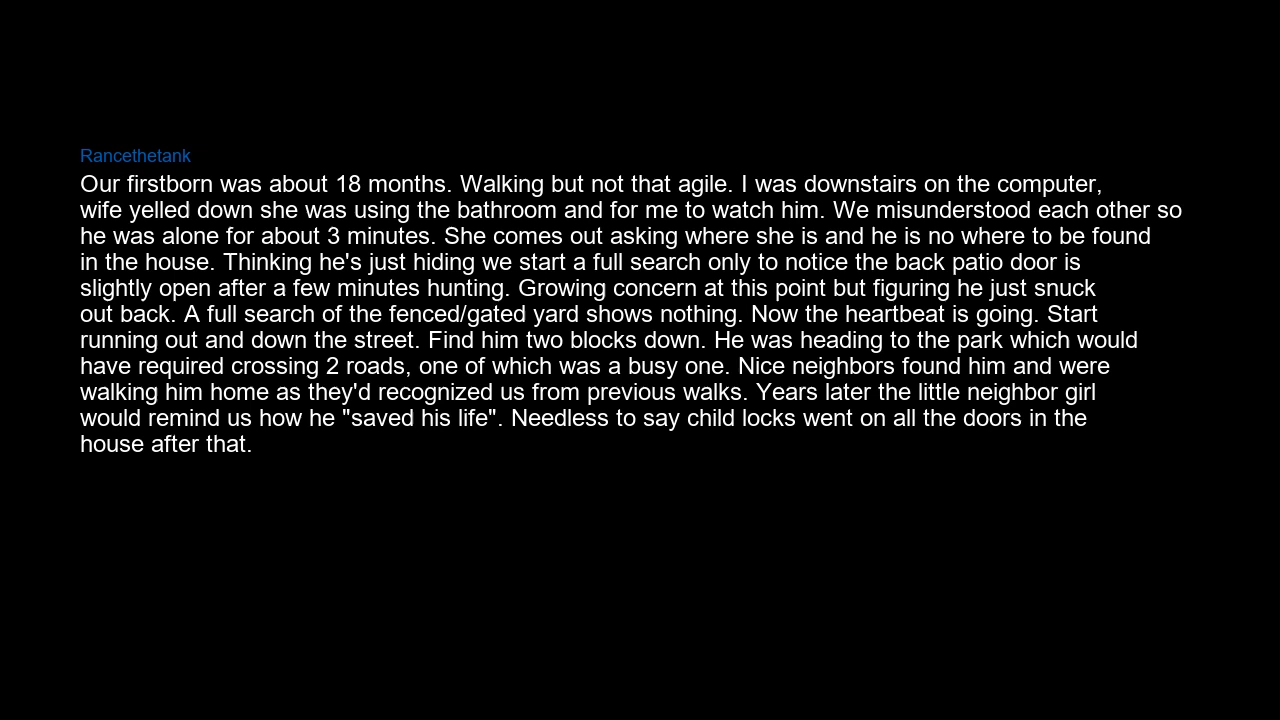 Rancethetank
Our firstborn was about 18 months. Walking but not that agile. I was downstairs on the computer,
wife yelled down she was using the bathroom and for me to watch him. We misunderstood each other so
he was alone for about 3 minutes. She comes out asking where she is and he is no where to be found
in the house. Thinking he's just hiding we start a full search only to notice the back patio door is
slightly open after a few minutes hunting. Growing concern at this point but figuring he just snuck
out back. A full search of the fenced/gated yard shows nothing. Now the heartbeat is going. Start
running out and down the street. Find him two blocks down. He was heading to the park which would
have required crossing 2 roads, one of which was a busy one. Nice neighbors found him and were
walking him home as they'd recognized us from previous walks. Years later the little neighbor girl
would remind us how he "saved his life". Needless to say child locks went on all the doors in the
house after that.